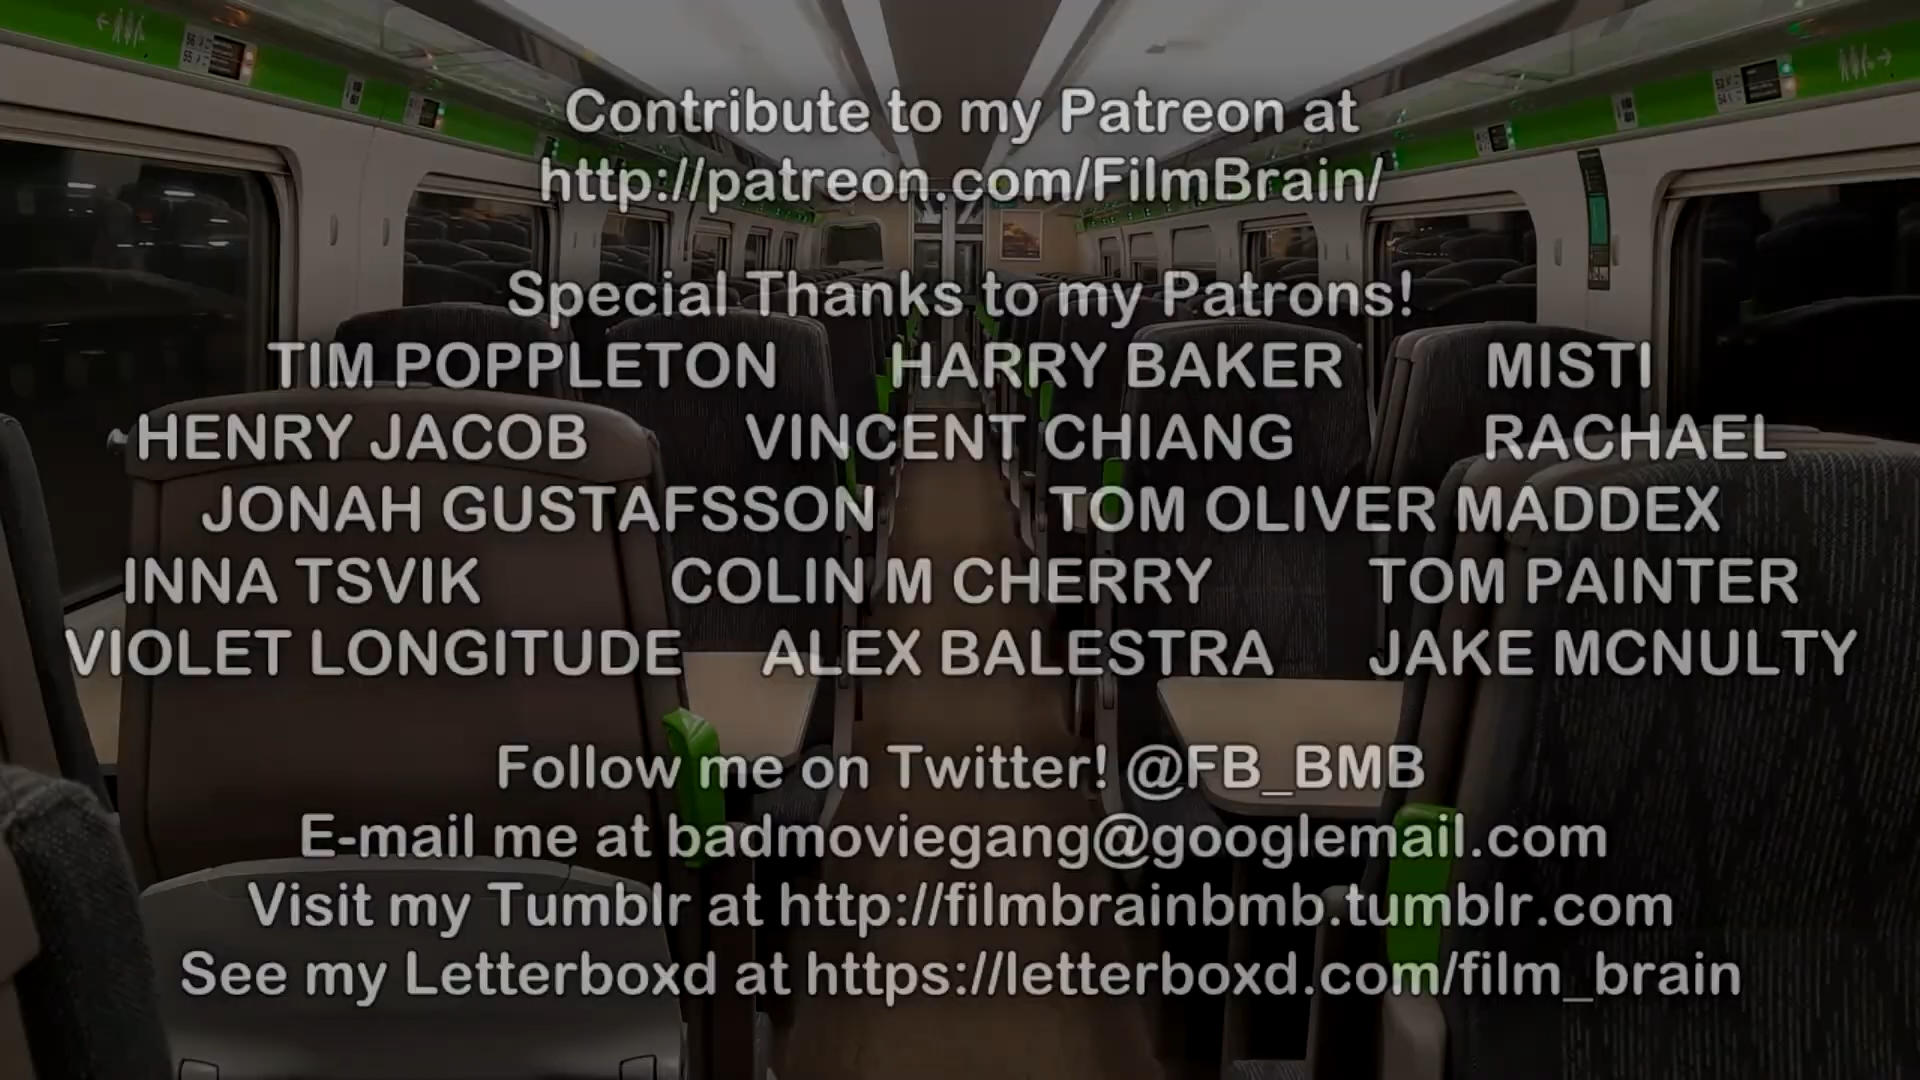 Contribute to my Patreon at
http://patreon.com/FilmBrain/
Special Thanks to my Patrons!
TIM POPPLETON HARRY BAKER MISTI
HENRY JACOB VINCENT CHIANG RACHAEL
JONAH GUSTAFSSON TOM OLIVER MADDEX
INNA TSVIK COLIN M CHERRY TOM PAINTER
VIOLET LONGITUDE ALEX BALESTRA JAKE MCNULTY
Follow me on Twitter! @FB_BMB
E-mail me at badmoviegang@googlemail.com
Visit my Tumblr at http://filmbrainbmb.tumblr.com
See my Letterboxd at https://letterboxd.com/film_brain